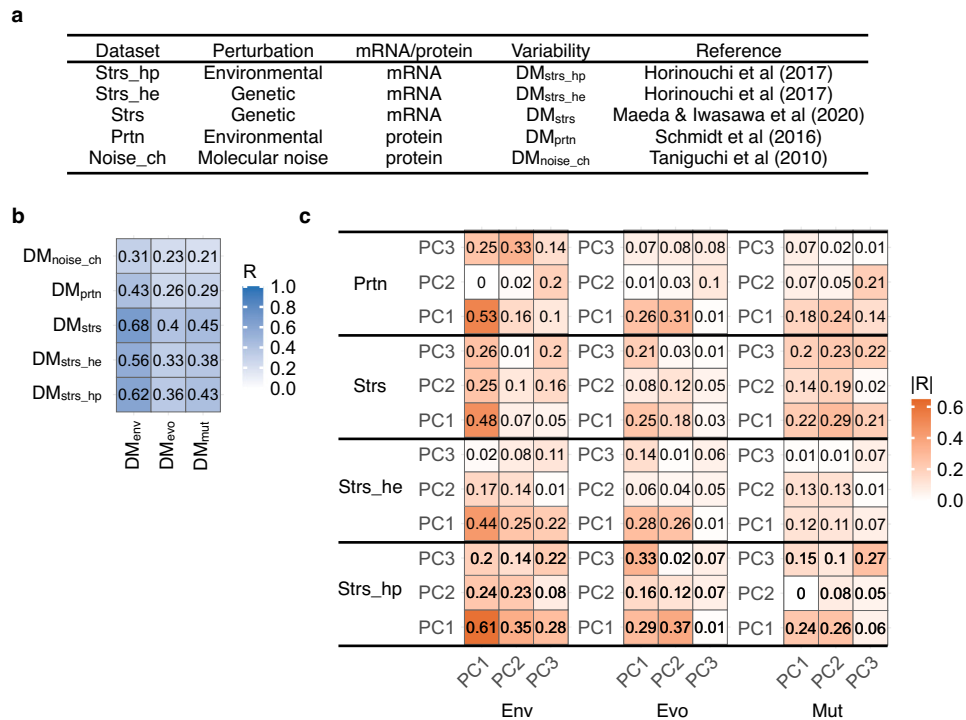 a
Dataset Perturbation mRNA/protein Variability Reference
Strs_hp Environmental mRNA DMstrs_hp Horinouchi et al (2017)
Strs_he Genetic mRNA DMstrs_he Horinouchi et al (2017)
Strs Genetic mRNA DMstrs Maeda & Iwasawa et al (2020)
Prtn Environmental protein DMprtn Schmidt et al (2016)
Noise_ch Molecular noise protein DMnoise_ch Taniguchi et al (2010)
b
DMnoise_ch 0.31 0.23 0.21
DMprtn 0.43 0.26 0.29
DMstrs 0.68 0.4 0.45
DMstrs_he 0.56 0.33 0.38
DMstrs_hp 0.62 0.36 0.43
DMenv DMevo DMmut
R
1.0
0.8
0.6
0.4
0.2
0.0
c
Prtn
PC3 0.25 0.33 0.14 PC3 0.07 0.08 0.08 PC3 0.07 0.02 0.01
PC2 0 0.02 0.2 PC2 0.01 0.03 0.1 PC2 0.07 0.05 0.21
PC1 0.53 0.16 0.1 PC1 0.26 0.31 0.01 PC1 0.18 0.24 0.14
Strs
PC3 0.26 0.01 0.2 PC3 0.21 0.03 0.01 PC3 0.2 0.23 0.22
PC2 0.25 0.1 0.16 PC2 0.08 0.12 0.05 PC2 0.14 0.19 0.02
PC1 0.48 0.07 0.05 PC1 0.25 0.18 0.03 PC1 0.22 0.29 0.21
Strs_he
PC3 0.02 0.08 0.11 PC3 0.14 0.01 0.06 PC3 0.01 0.01 0.07
PC2 0.17 0.14 0.01 PC2 0.06 0.04 0.05 PC2 0.13 0.13 0.01
PC1 0.44 0.25 0.22 PC1 0.28 0.26 0.01 PC1 0.12 0.11 0.07
Strs_hp
PC3 0.2 0.14 0.22 PC3 0.33 0.02 0.07 PC3 0.15 0.1 0.27
PC2 0.24 0.23 0.08 PC2 0.16 0.12 0.07 PC2 0 0.08 0.05
PC1 0.61 0.35 0.28 PC1 0.29 0.37 0.01 PC1 0.24 0.26 0.06
PC1 PC2 PC3 PC1 PC2 PC3 PC1 PC2 PC3
Env Evo Mut
|R|
0.6
0.4
0.2
0.0